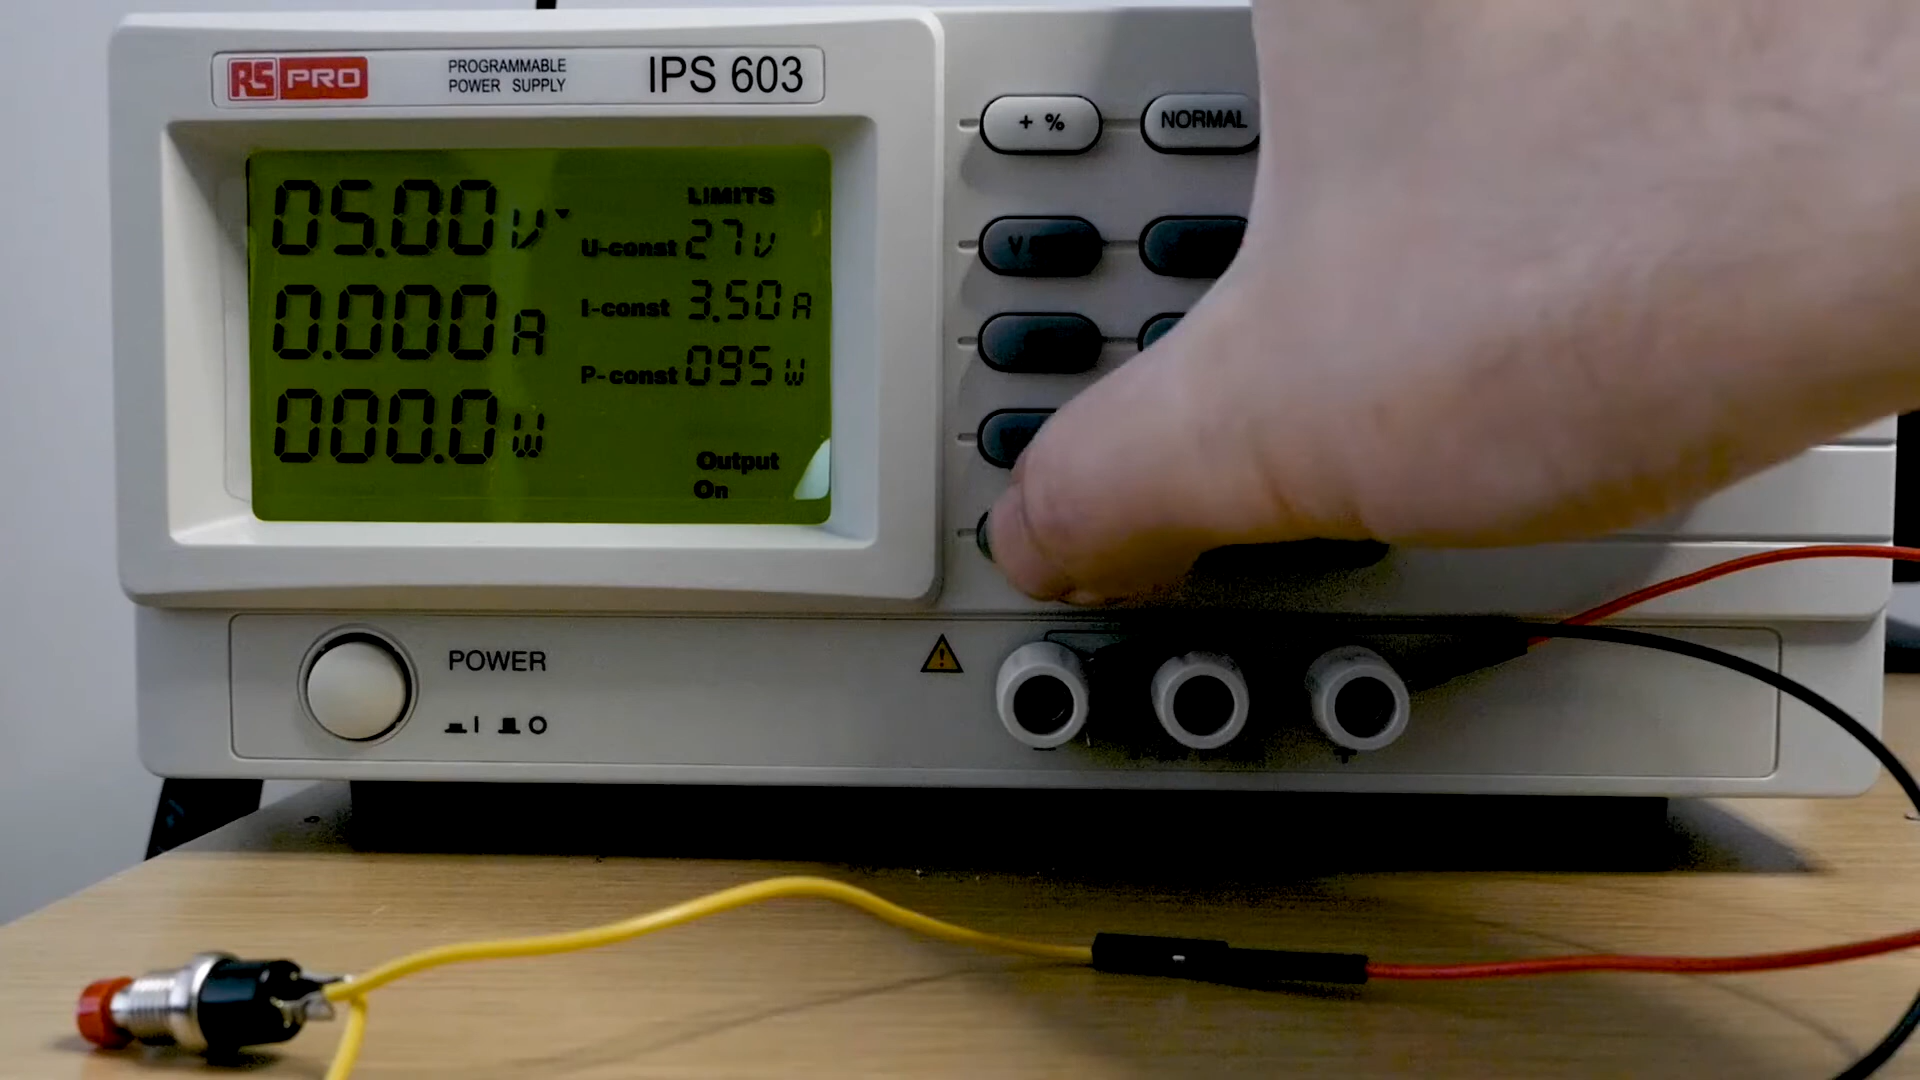 RS PRO
PROGRAMMABLE
POWER SUPPLY
IPS 603
+ %
NORMAL
05.00 V
0.000 A
000.0 W
LIMITS
U-const 27 V
I-const 3.50 A
P-const 095 W
Output
On
V
POWER
I O